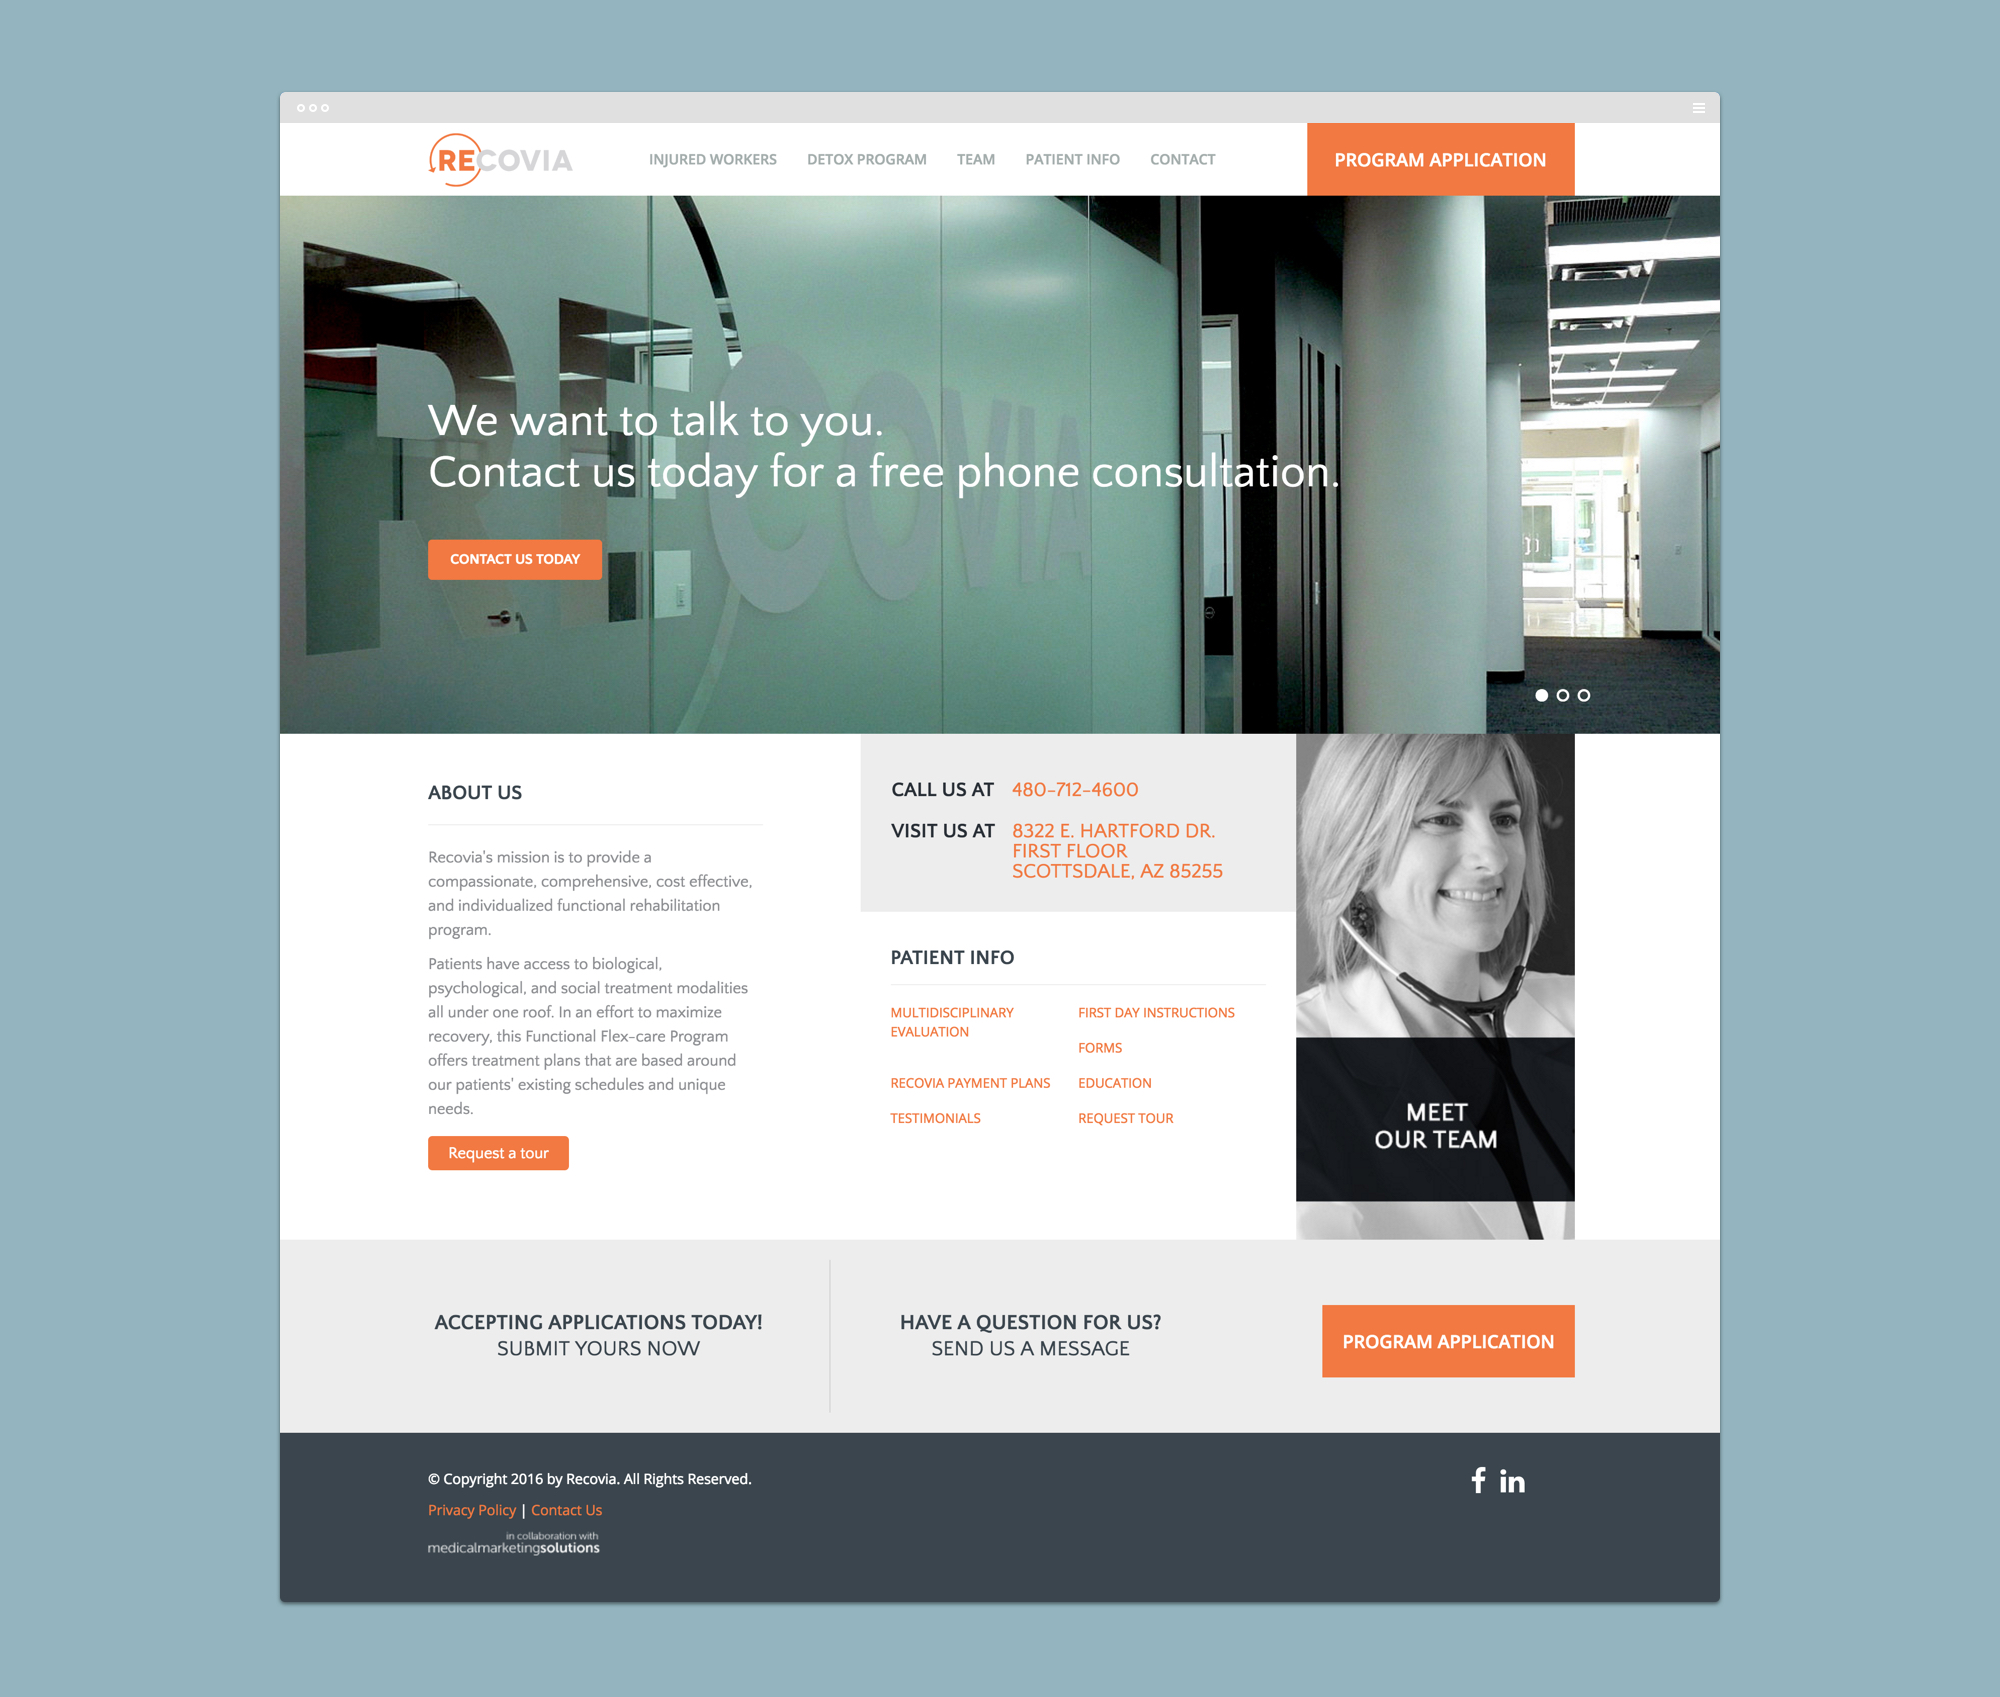 RECOVIA
INJURED WORKERS DETOX PROGRAM TEAM PATIENT INFO CONTACT
PROGRAM APPLICATION
RECOVIA
We want to talk to you.
Contact us today for a free phone consultation.
CONTACT US TODAY
ABOUT US
Recovia's mission is to provide a
compassionate, comprehensive, cost effective,
and individualized functional rehabilitation
program.
Patients have access to biological,
psychological, and social treatment modalities
all under one roof. In an effort to maximize
recovery, this Functional Flex-care Program
offers treatment plans that are based around
our patients' existing schedules and unique
needs.
Request a tour
CALL US AT 480-712-4600
VISIT US AT 8322 E. HARTFORD DR.
FIRST FLOOR
SCOTTSDALE, AZ 85255
PATIENT INFO
MULTIDISCIPLINARY
EVALUATION
RECOVIA PAYMENT PLANS
TESTIMONIALS
FIRST DAY INSTRUCTIONS
FORMS
EDUCATION
REQUEST TOUR
MEET
OUR TEAM
ACCEPTING APPLICATIONS TODAY!
SUBMIT YOURS NOW
HAVE A QUESTION FOR US?
SEND US A MESSAGE
PROGRAM APPLICATION
© Copyright 2016 by Recovia. All Rights Reserved.
Privacy Policy | Contact Us
in collaboration with
medicalmarketingsolutions
f in